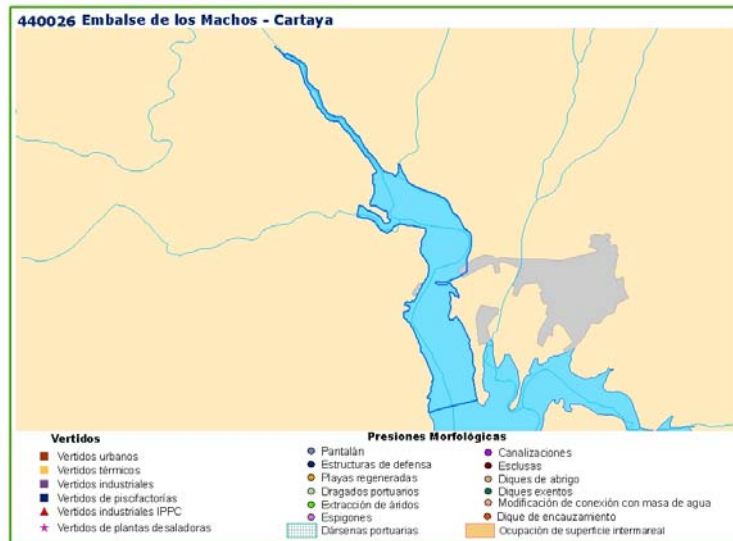 440026 Embalse de los Machos - Cartaya
Vertidos
Vertidos urbanos
Vertidos térmicos
Vertidos industriales
Vertidos de piscifactorías
Vertidos industriales IPPC
Vertidos de plantas desaladoras
Presiones Morfológicas
Pantalán
Estructuras de defensa
Playas regeneradas
Dragados portuarios
Extracción de áridos
Espigones
Dársenas portuarias
Canalizaciones
Esclusas
Diques de abrigo
Diques exentos
Modificación de conexión con masa de agua
Dique de encauzamiento
Ocupación de superficie intermareal